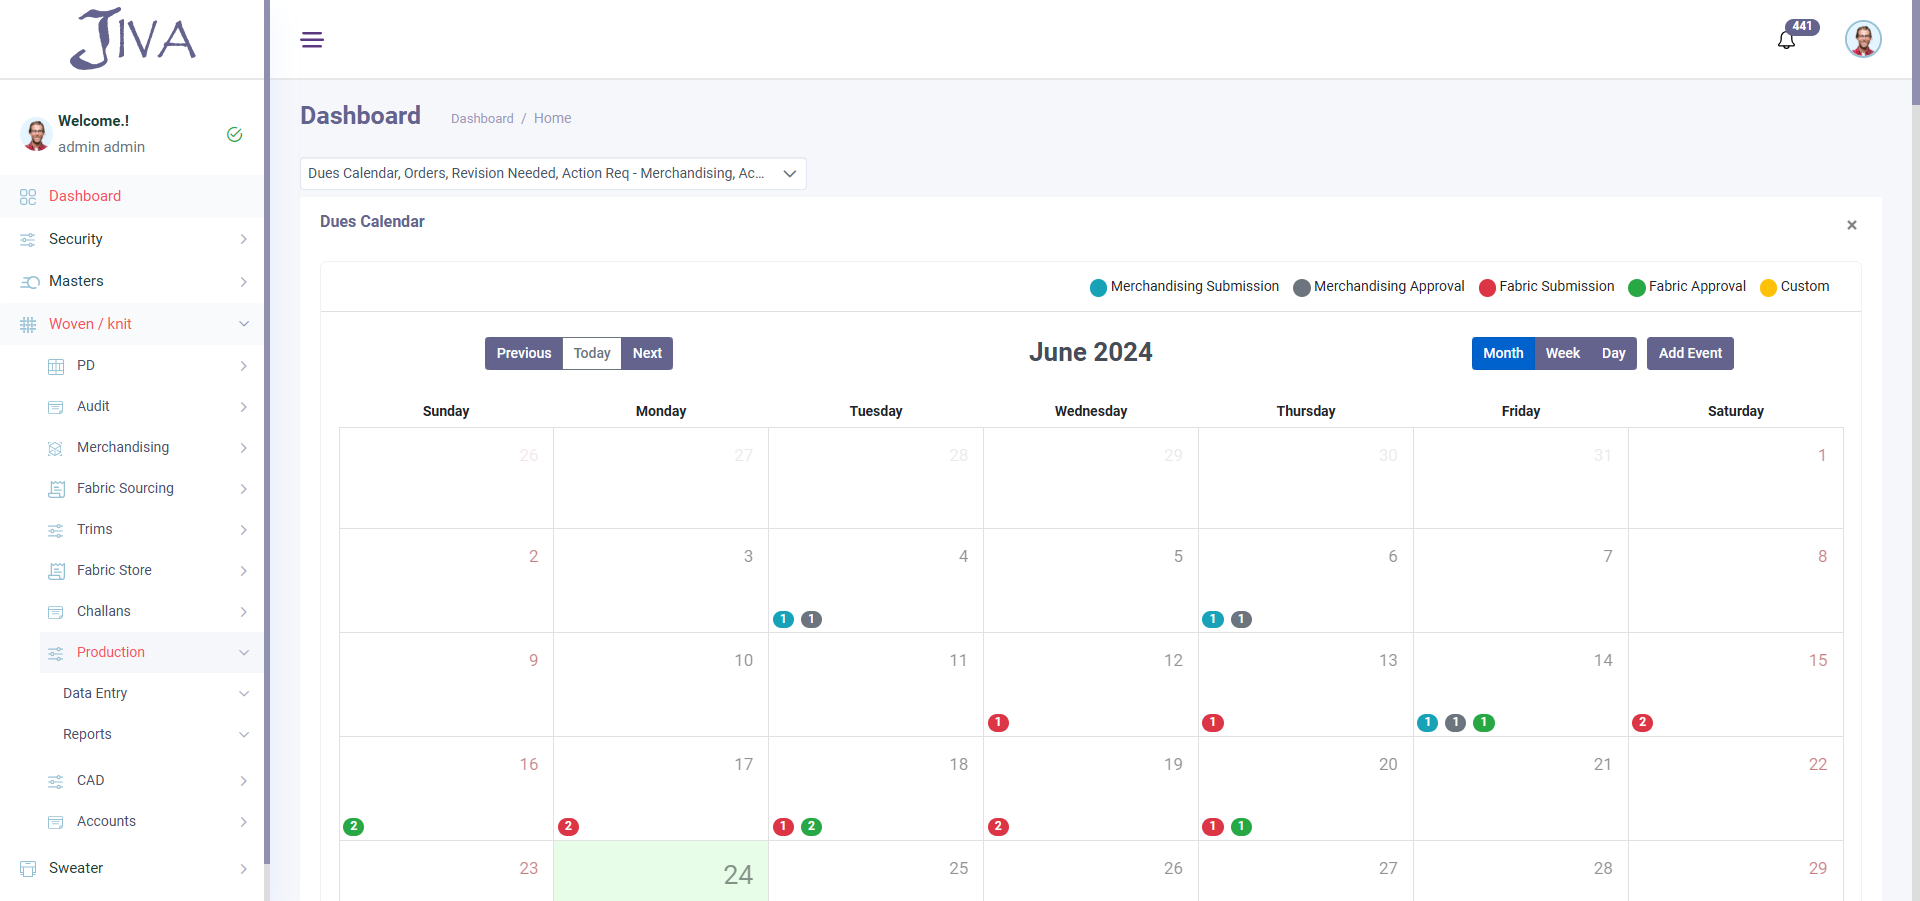 JIVA
441
Welcome.!
admin admin
Dashboard
Security
Masters
Woven / knit
PD
Audit
Merchandising
Fabric Sourcing
Trims
Fabric Store
Challans
Production
Data Entry
Reports
CAD
Accounts
Sweater
Dashboard
Dashboard / Home
Dues Calendar, Orders, Revision Needed, Action Req - Merchandising, Ac...
Dues Calendar
×
Merchandising Submission Merchandising Approval Fabric Submission Fabric Approval Custom
Previous Today Next
June 2024
Month Week Day Add Event
Sunday Monday Tuesday Wednesday Thursday Friday Saturday
26 27 28 29 30 31 1
2 3 4 5 6 7 8
1 1 1 1
9 10 11 12 13 14 15
1 1 1 1 1 2
16 17 18 19 20 21 22
2 2 1 2 2 1 1
23 24 25 26 27 28 29